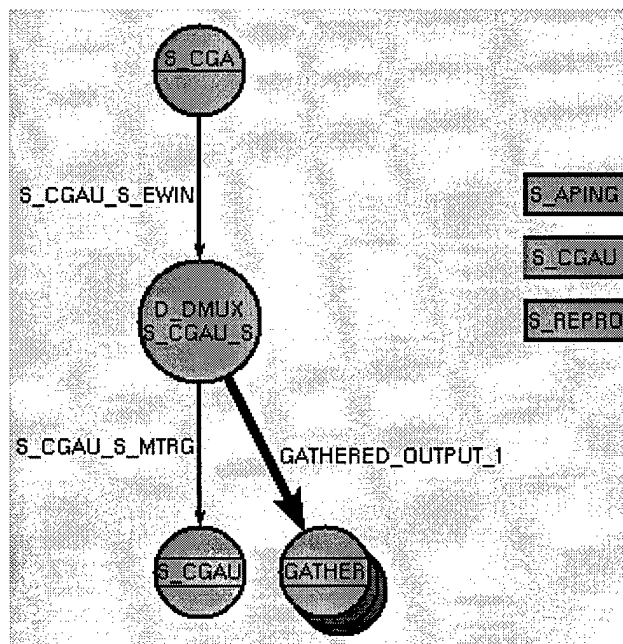 S_CGA
S_CGAU_S_EWIN
S_APING
S_CGAU
S_REPRO
D_DMUX
S_CGAU_S
S_CGAU_S_MTRG
GATHERED_OUTPUT_1
S_CGAU
GATHER